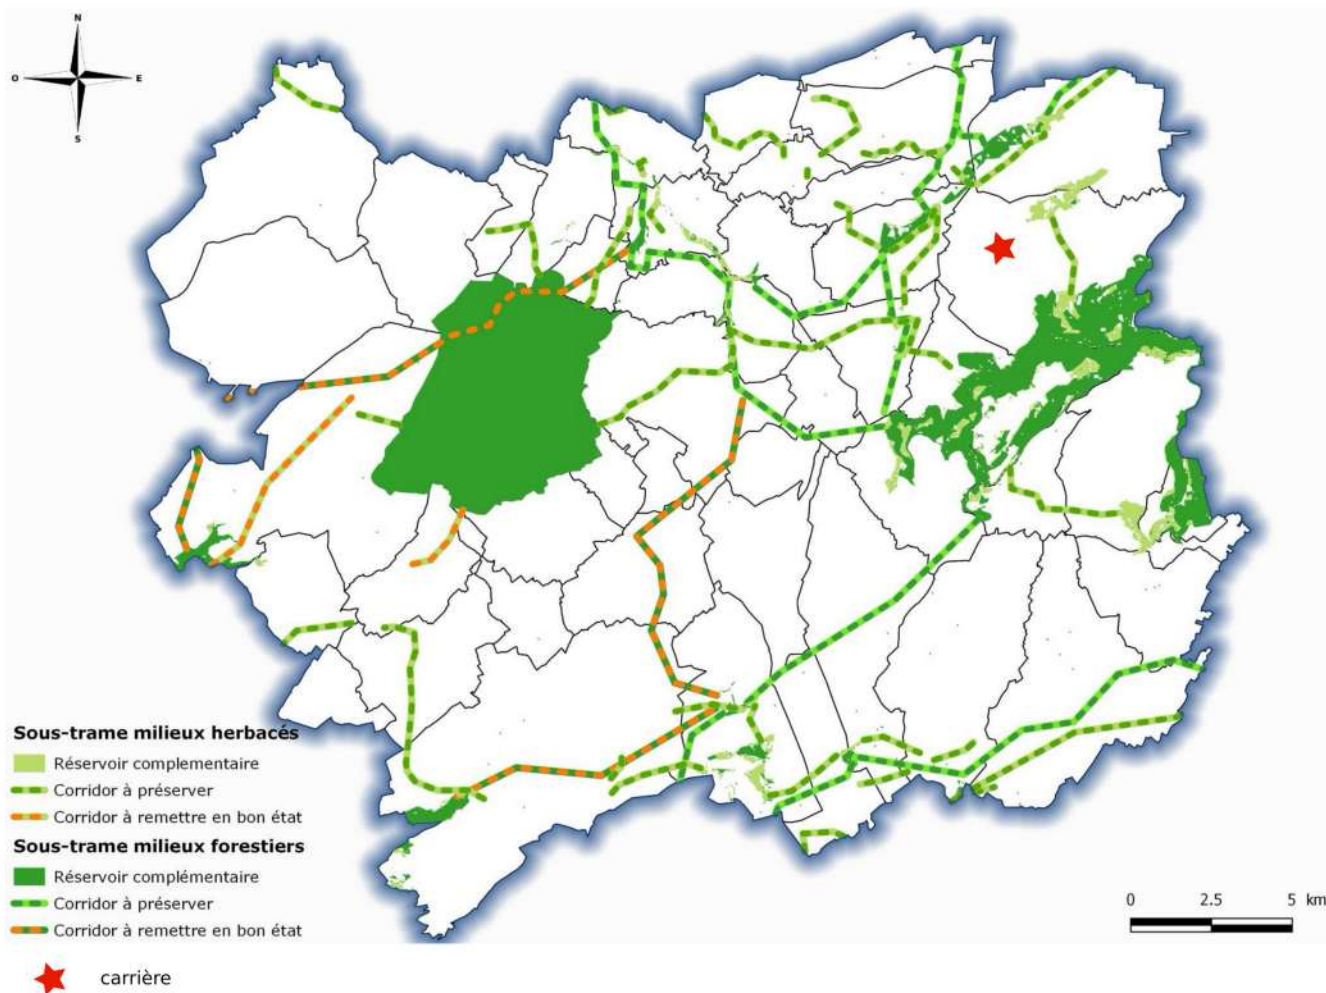 N
O
E
S
Sous-trame milieux herbacés
Réservoir complementaire
Corridor à préserver
Corridor à remettre en bon état
Sous-trame milieux forestiers
Réservoir complémentaire
Corridor à préserver
Corridor à remettre en bon état
carrière
0 2.5 5 km